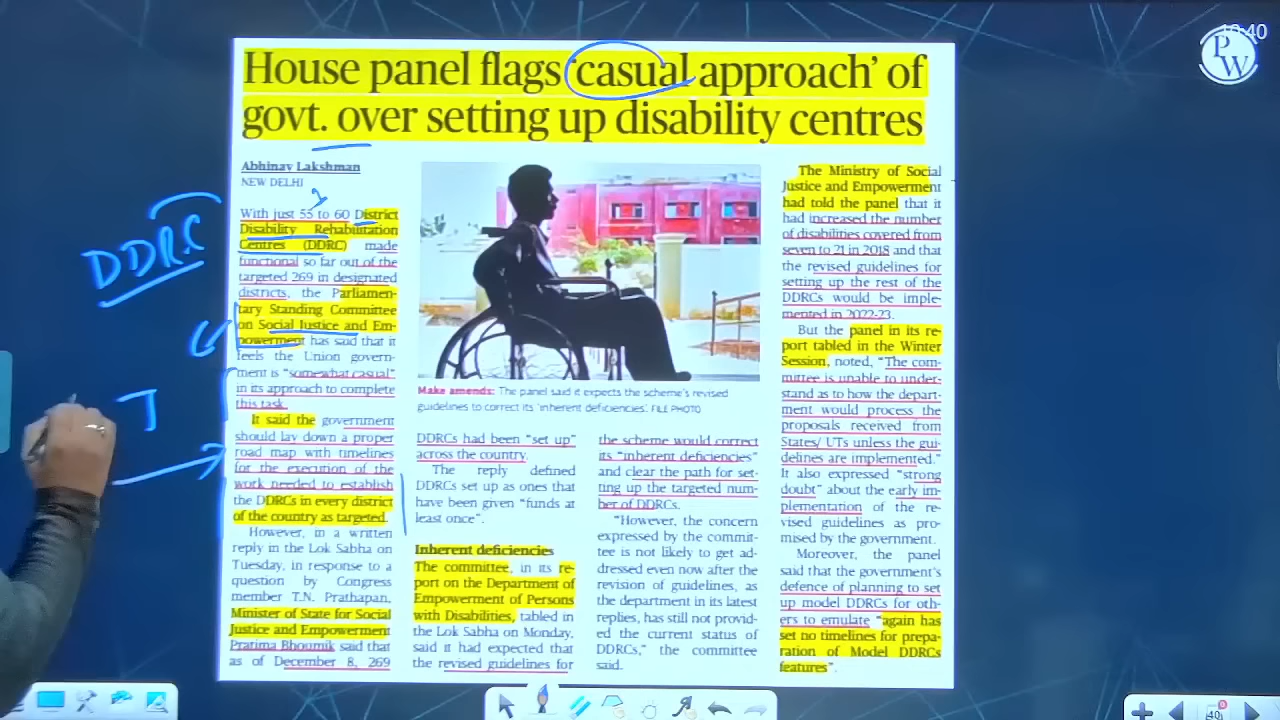 10:40
PW
House panel flags 'casual approach' of
govt. over setting up disability centres
Abhinav Lakshman
NEW DELHI
With just 55 to 60 District
Disability Rehabilitation
Centres (DDRC) made
functional so far out of the
targeted 269 in designated
districts, the Parliamen-
tary Standing Committee
on Social Justice and Em-
powerment has said that it
feels the Union govern-
ment is "somewhat casual"
in its approach to complete
this task.
It said the government
should lay down a proper
road map with timelines
for the execution of the
work needed to establish
the DDRCs in every district
of the country as targeted.
However, in a written
reply in the Lok Sabha on
Tuesday, in response to a
question by Congress
member T.N. Prathapan,
Minister of State for Social
Justice and Empowerment
Pratima Bhoumik said that
as of December 8, 269
Make amends: The panel said it expects the scheme's revised
guidelines to correct its 'inherent deficiencies'. FILE PHOTO
DDRCs had been "set up"
across the country.
The reply defined
DDRCs set up as ones that
have been given "funds at
least once".
Inherent deficiencies
The committee, in its re-
port on the Department of
Empowerment of Persons
with Disabilities, tabled in
the Lok Sabha on Monday,
said it had expected that
the revised guidelines for
the scheme would correct
its "inherent deficiencies"
and clear the path for set-
ting up the targeted num-
ber of DDRCs.
"However, the concern
expressed by the commit-
tee is not likely to get ad-
dressed even now after the
revision of guidelines, as
the department in its latest
replies, has still not provid-
ed the current status of
DDRCs," the committee
said.
The Ministry of Social
Justice and Empowerment
had told the panel that it
had increased the number
of disabilities covered from
seven to 21 in 2018 and that
the revised guidelines for
setting up the rest of the
DDRCs would be imple-
mented in 2022-23.
But the panel in its re-
port tabled in the Winter
Session, noted, "The com-
mittee is unable to under-
stand as to how the depart-
ment would process the
proposals received from
States/ UTs unless the gui-
delines are implemented."
It also expressed "strong
doubt" about the early im-
plementation of the re-
vised guidelines as pro-
mised by the government.
Moreover, the panel
said that the government's
defence of planning to set
up model DDRCs for oth-
ers to emulate "again has
set no timelines for prepa-
ration of Model DDRCs
features".
DDRC
40